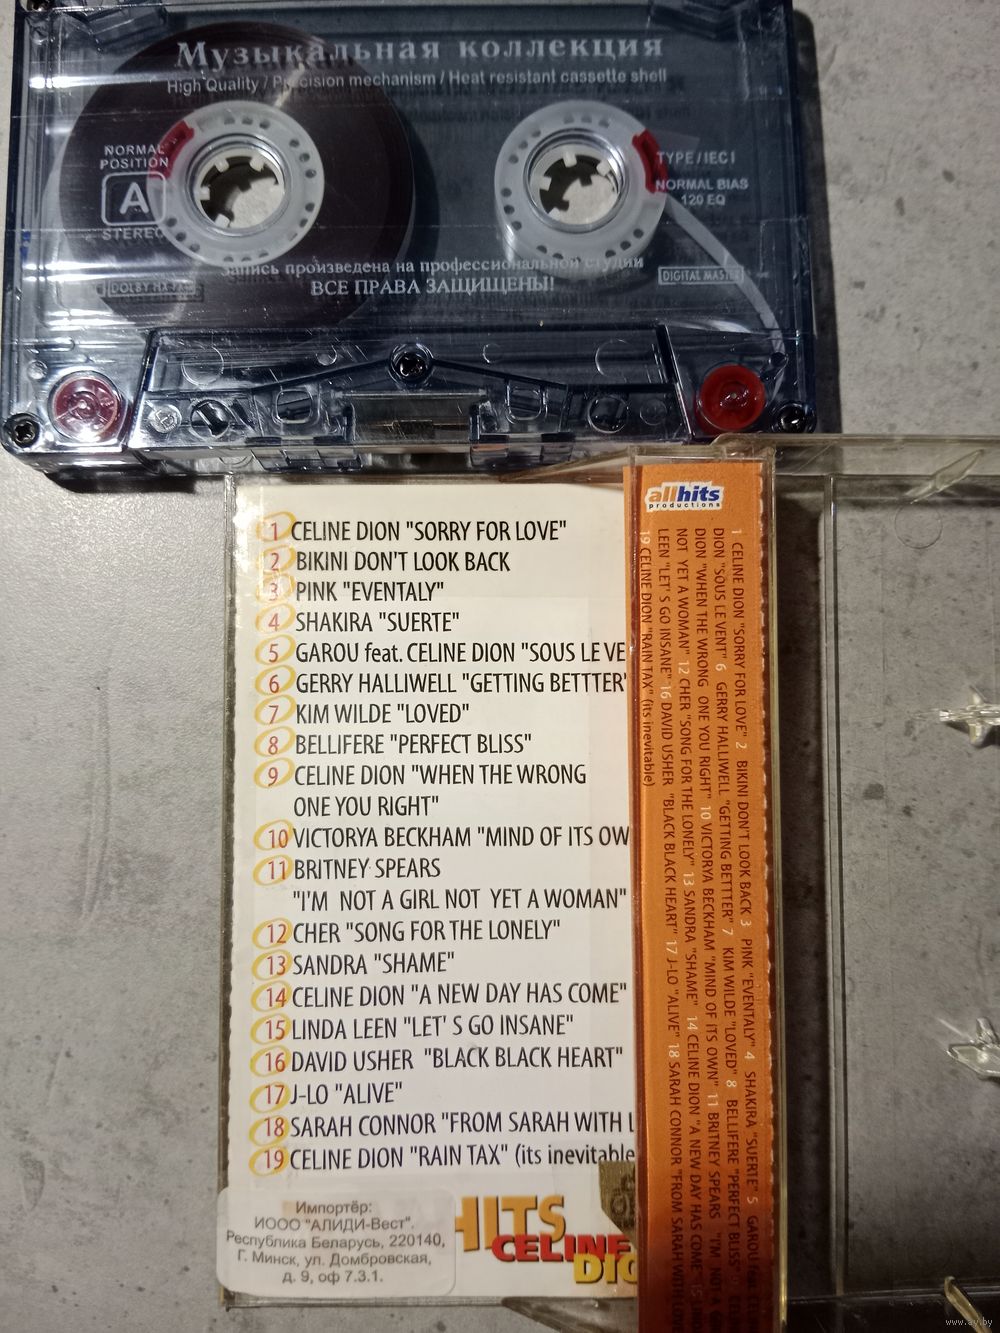 Музыкальная коллекция
High Quality / Precision mechanism / Heat resistant cassette shell
NORMAL
POSITION
A
STEREO
TYPE / IEC I
NORMAL BIAS
120 EQ
Запись произведена на профессиональной студии
ВСЕ ПРАВА ЗАЩИЩЕНЫ!
DOLBY HX
DIGITAL MASTER
1 CELINE DION "SORRY FOR LOVE"
2 BIKINI DON'T LOOK BACK
3 PINK "EVENTALY"
4 SHAKIRA "SUERTE"
5 GAROU feat. CELINE DION "SOUS LE VE
6 GERRY HALLIWELL "GETTING BETTTER"
7 KIM WILDE "LOVED"
8 BELLIFERE "PERFECT BLISS"
9 CELINE DION "WHEN THE WRONG
ONE YOU RIGHT"
10 VICTORYA BECKHAM "MIND OF ITS OW
11 BRITNEY SPEARS
"I'M NOT A GIRL NOT YET A WOMAN"
12 CHER "SONG FOR THE LONELY"
13 SANDRA "SHAME"
14 CELINE DION "A NEW DAY HAS COME"
15 LINDA LEEN "LET' S GO INSANE"
16 DAVID USHER "BLACK BLACK HEART"
17 J-LO "ALIVE"
18 SARAH CONNOR "FROM SARAH WITH L
19 CELINE DION "RAIN TAX" (its inevitable
HITS
CELINE
DIO
Импортёр:
ИООО "АЛИДИ-Вест".
Республика Беларусь, 220140,
Г. Минск, ул. Домбровская,
д. 9, оф 7.3.1.
allhits
productions
1 CELINE DION "SORRY FOR LOVE" 2 BIKINI DON'T LOOK BACK 3 PINK "EVENTALY" 4 SHAKIRA "SUERTE" 5 GAROU feat.
DION "SOUS LE VENT" 6 GERRY HALLIWELL "GETTING BETTTER" 7 KIM WILDE "LOVED" 8 BELLIFERE "PERFECT BLISS"
DION "WHEN THE WRONG ONE YOU RIGHT" 10 VICTORYA BECKHAM "MIND OF ITS OWN" 11 BRITNEY SPEARS "I'M NOT A
NOT YET A WOMAN" 12 CHER "SONG FOR THE LONELY" 13 SANDRA "SHAME" 14 CELINE DION "A NEW DAY HAS COME" 15
LEEN "LET' S GO INSANE" 16 DAVID USHER "BLACK BLACK HEART" 17 J-LO "ALIVE" 18 SARAH CONNOR "FROM SARAH WITH LOV
19 CELINE DION "RAIN TAX" (its inevitable)
www.ay.by